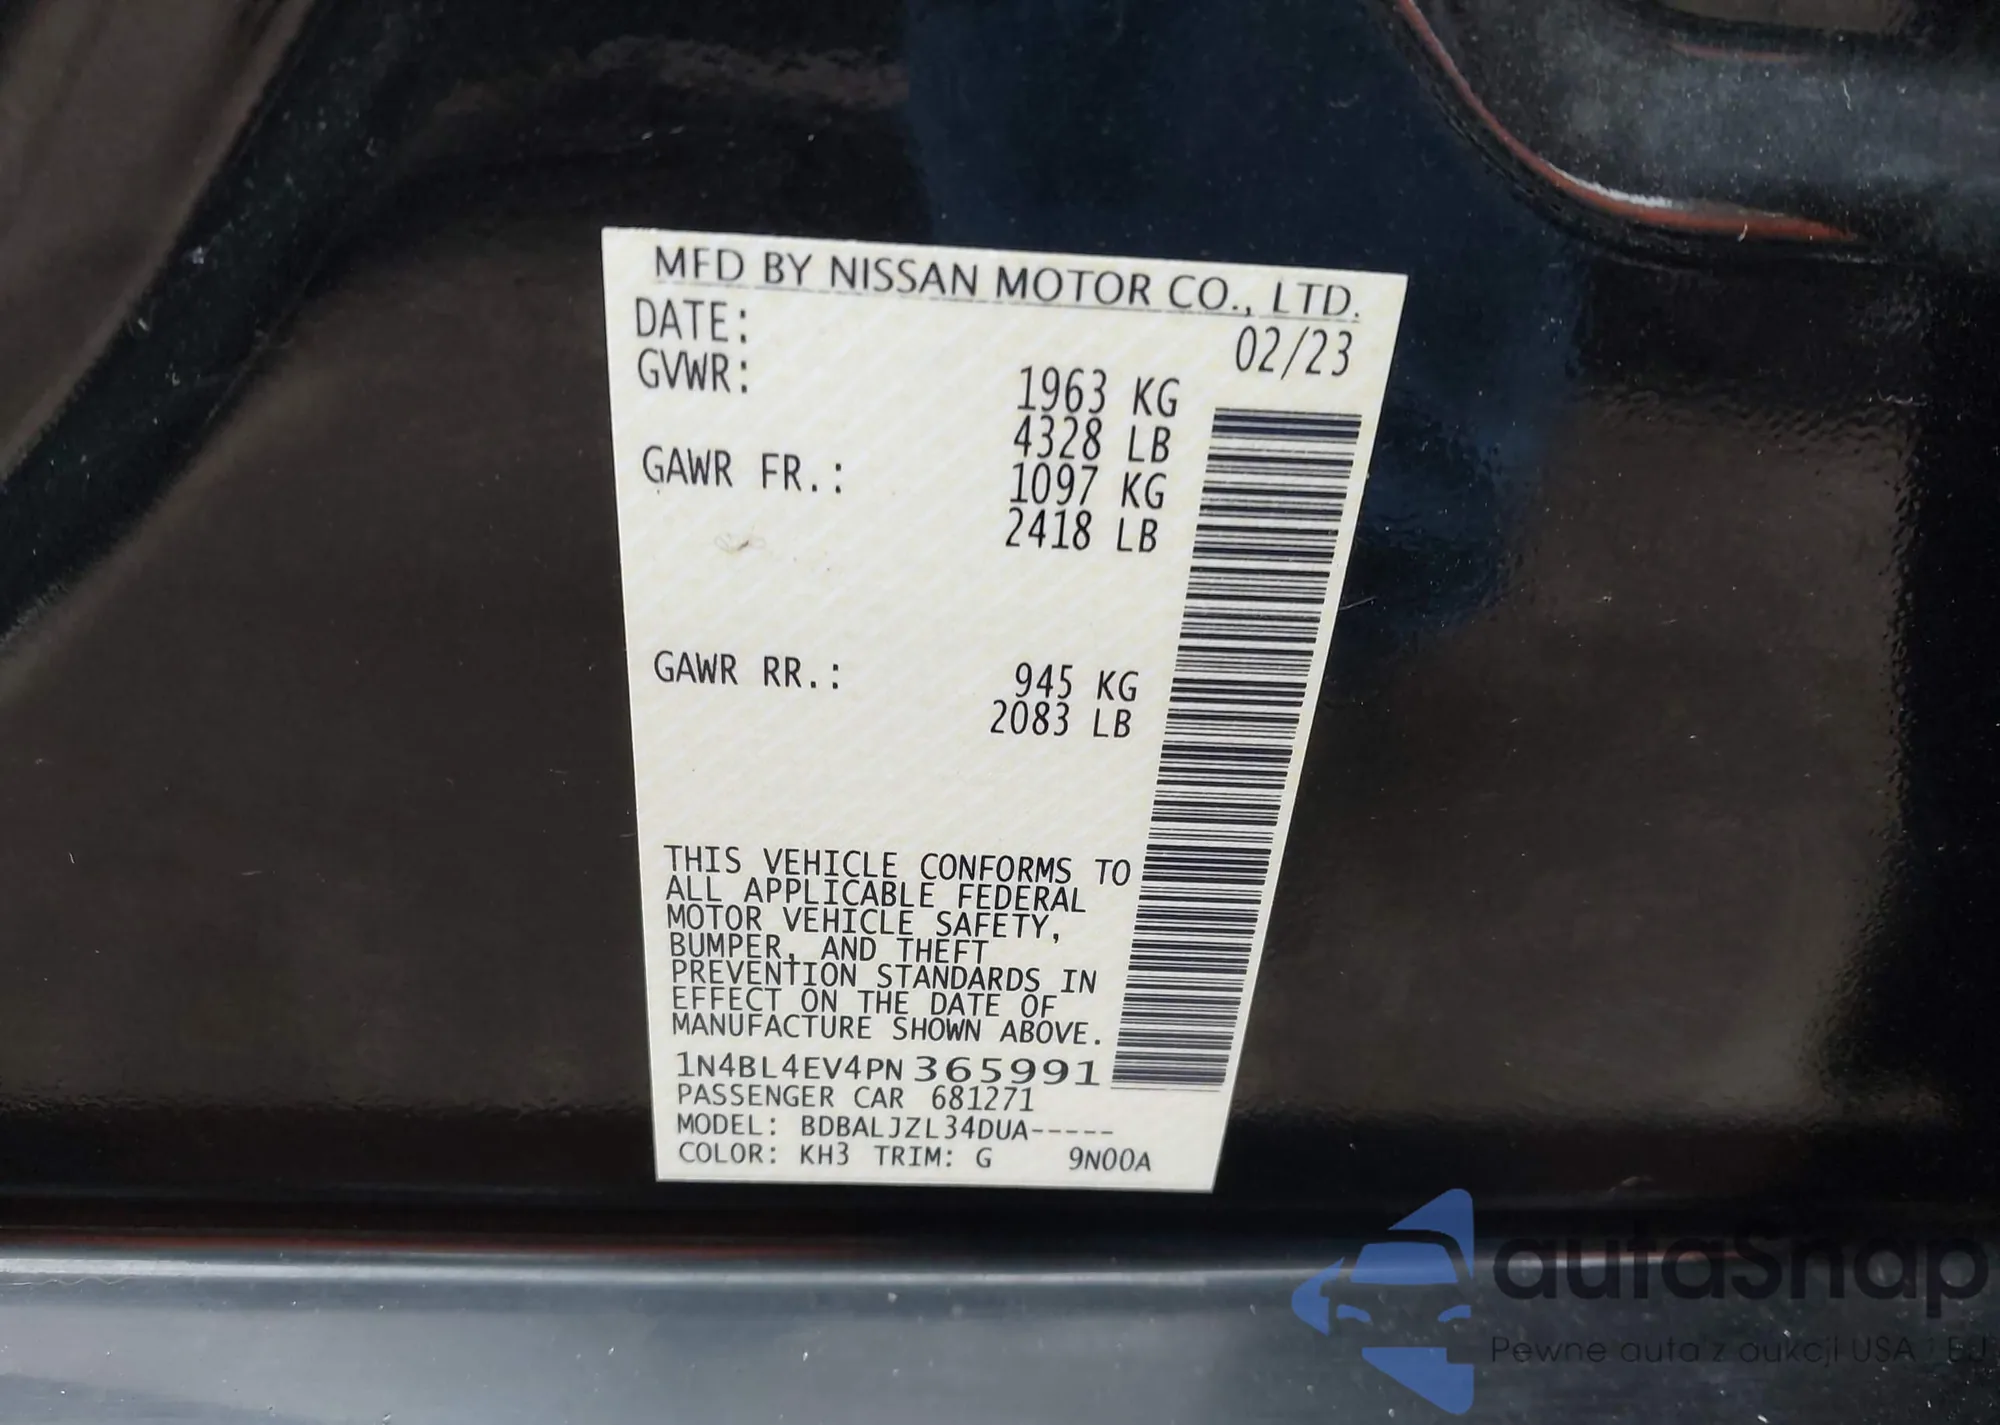 MFD BY NISSAN MOTOR CO., LTD.
DATE: 02/23
GVWR: 1963 KG
4328 LB
GAWR FR.: 1097 KG
2418 LB
GAWR RR.: 945 KG
2083 LB
THIS VEHICLE CONFORMS TO
ALL APPLICABLE FEDERAL
MOTOR VEHICLE SAFETY,
BUMPER, AND THEFT
PREVENTION STANDARDS IN
EFFECT ON THE DATE OF
MANUFACTURE SHOWN ABOVE.
1N4BL4EV4PN365991
PASSENGER CAR 681271
MODEL: BDBALJZL34DUA-----
COLOR: KH3 TRIM: G 9N00A
autaSnap
Pewne auta z aukcji USA i EU